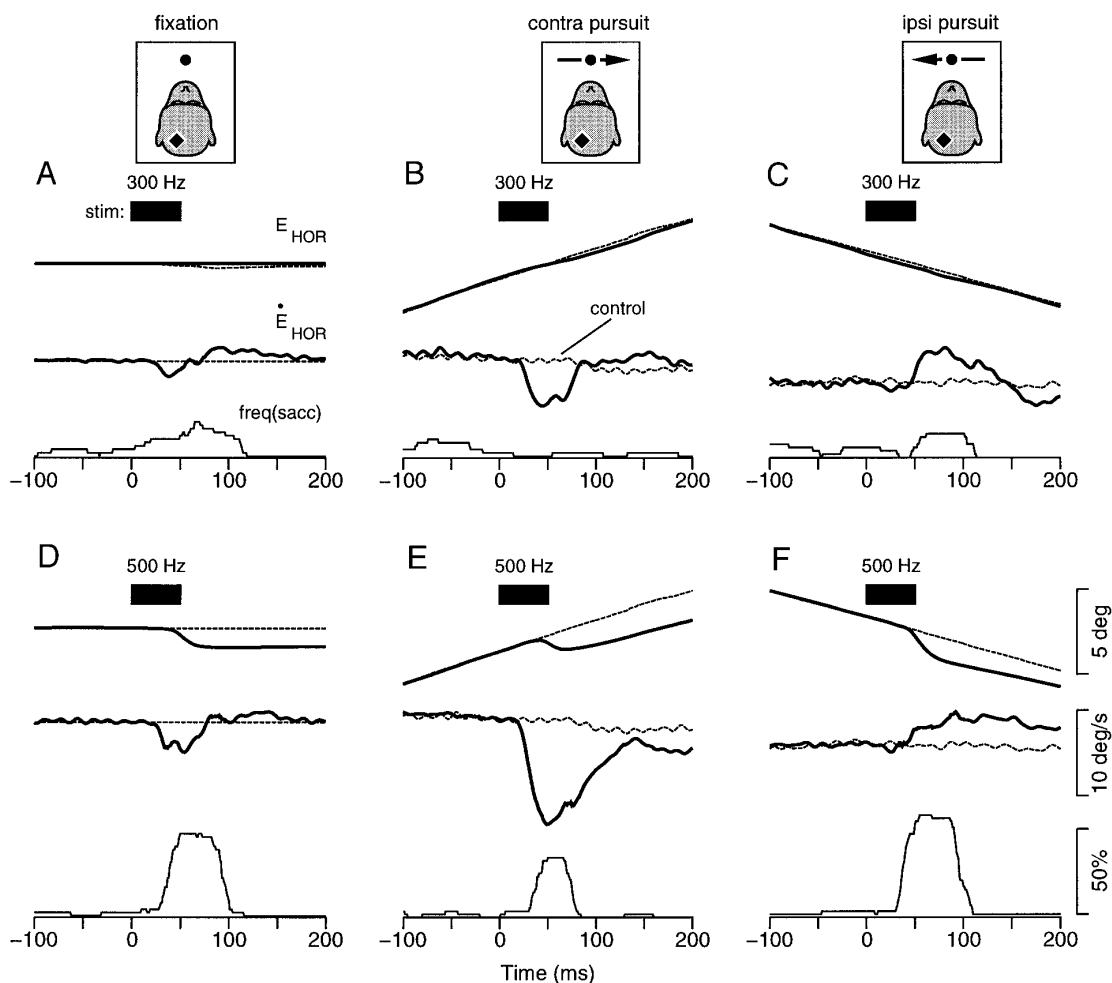 fixation contra pursuit ipsi pursuit
A B C
300 Hz 300 Hz 300 Hz
stim:
E HOR
control
Ė HOR
freq(sacc)
−100 0 100 200 −100 0 100 200 −100 0 100 200
D E F
500 Hz 500 Hz 500 Hz
5 deg
10 deg/s
50%
−100 0 100 200 −100 0 100 200 −100 0 100 200
Time (ms)